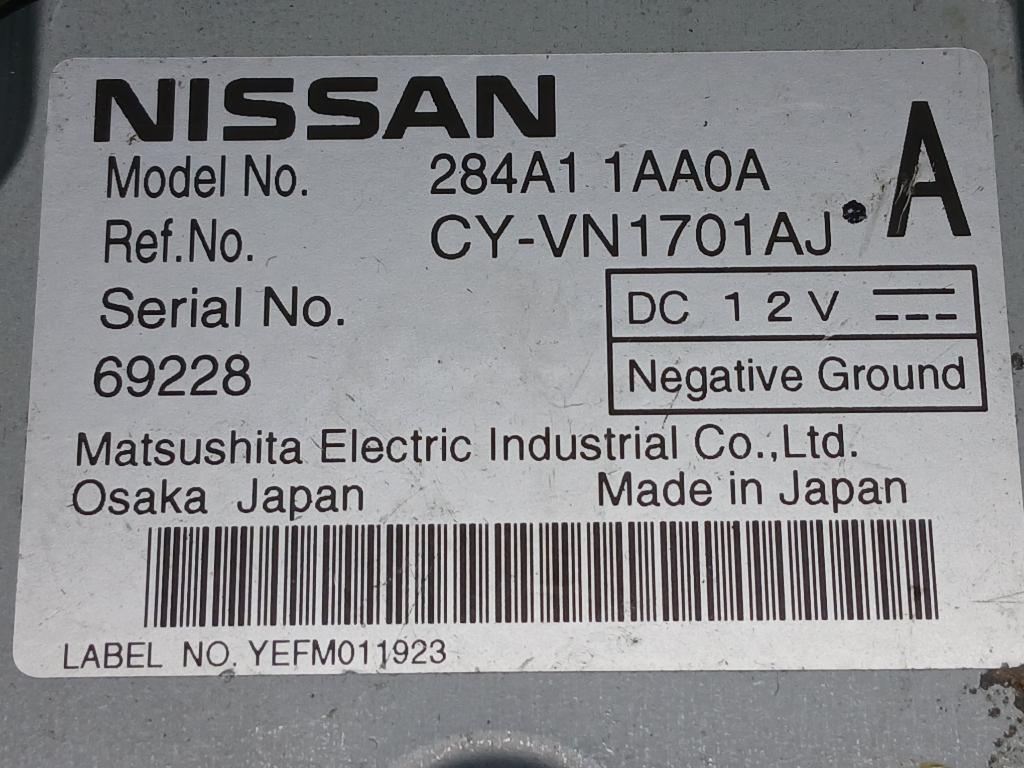 NISSAN
A
Model No. 284A1 1AA0A
Ref.No. CY-VN1701AJ
Serial No.
DC 12V
69228
Negative Ground
Matsushita Electric Industrial Co.,Ltd.
Osaka Japan Made in Japan
LABEL NO. YEFM011923